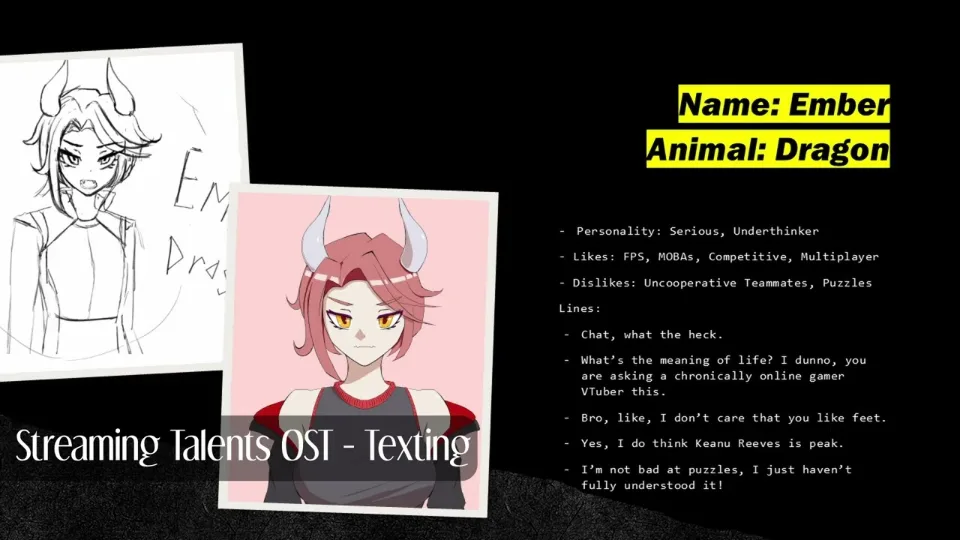 Name: Ember
Animal: Dragon
- Personality: Serious, Underthinker
- Likes: FPS, MOBAs, Competitive, Multiplayer
- Dislikes: Uncooperative Teammates, Puzzles
Lines:
- Chat, what the heck.
- What’s the meaning of life? I dunno, you
are asking a chronically online gamer
VTuber this.
- Bro, like, I don’t care that you like feet.
- Yes, I do think Keanu Reeves is peak.
- I’m not bad at puzzles, I just haven’t
fully understood it!
Streaming Talents OST - Texting